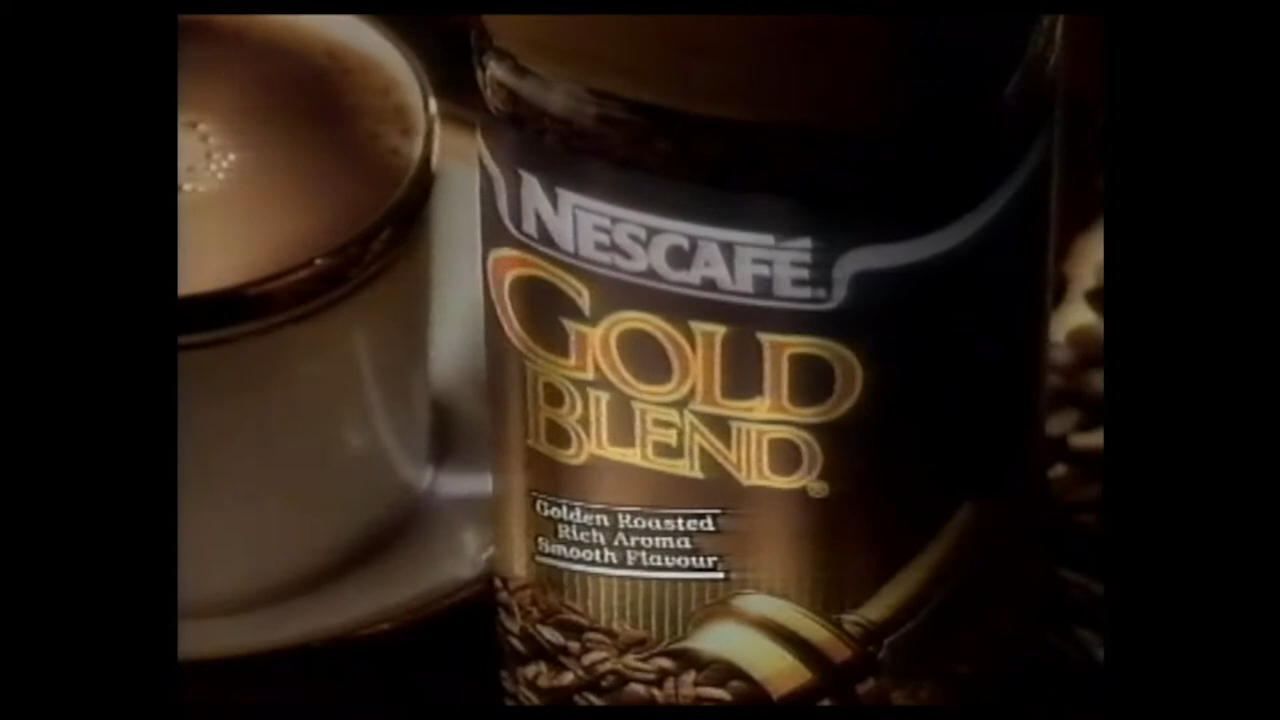 NESCAFÉ®
GOLD
BLEND®
Golden Roasted
Rich Aroma
Smooth Flavour